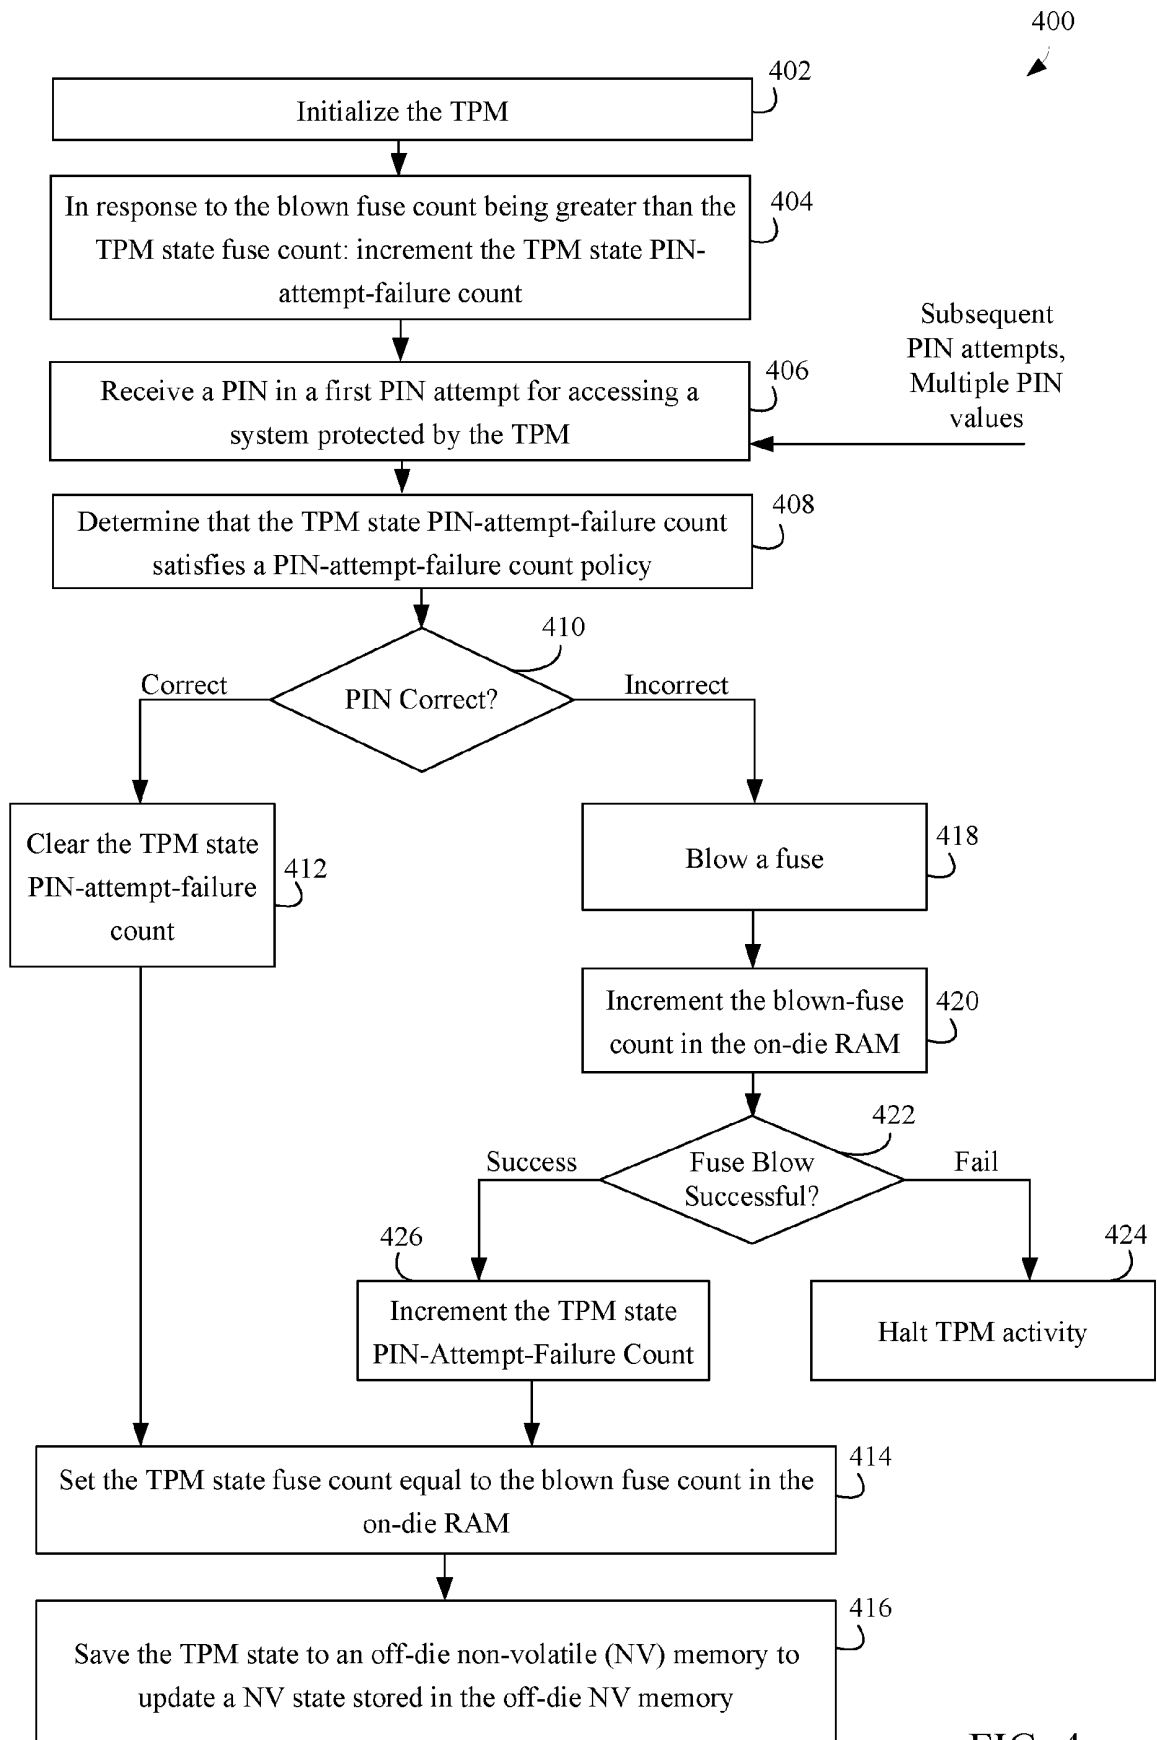 400
402
Initialize the TPM
404
In response to the blown fuse count being greater than the
TPM state fuse count: increment the TPM state PIN-
attempt-failure count
Subsequent
PIN attempts,
Multiple PIN
values
406
Receive a PIN in a first PIN attempt for accessing a
system protected by the TPM
408
Determine that the TPM state PIN-attempt-failure count
satisfies a PIN-attempt-failure count policy
410
Correct
PIN Correct?
Incorrect
Clear the TPM state
PIN-attempt-failure
count
412
418
Blow a fuse
420
Increment the blown-fuse
count in the on-die RAM
422
Success
Fuse Blow
Successful?
Fail
426
424
Increment the TPM state
PIN-Attempt-Failure Count
Halt TPM activity
414
Set the TPM state fuse count equal to the blown fuse count in the
on-die RAM
416
Save the TPM state to an off-die non-volatile (NV) memory to
update a NV state stored in the off-die NV memory
FIG. 4